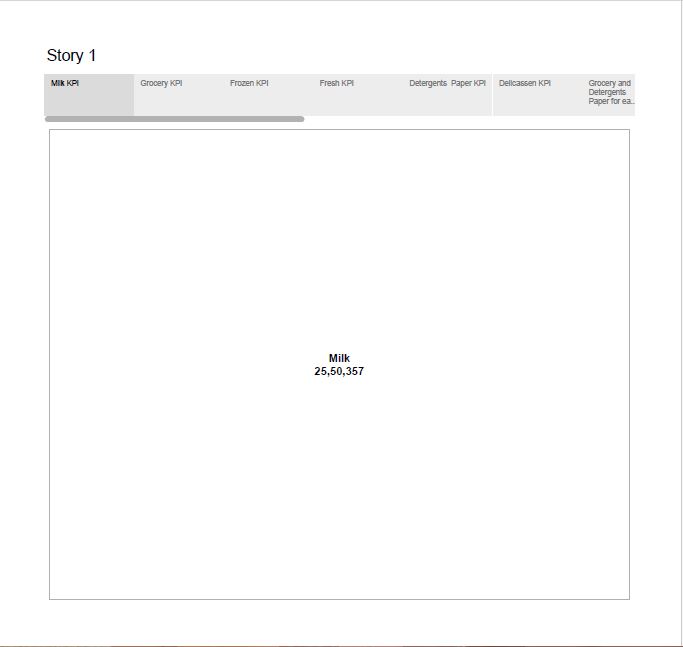 Story 1
Milk KPI
Grocery KPI
Frozen KPI
Fresh KPI
Detergents Paper KPI
Delicassen KPI
Grocery and
Detergents
Paper for ea..
Milk
25,50,357